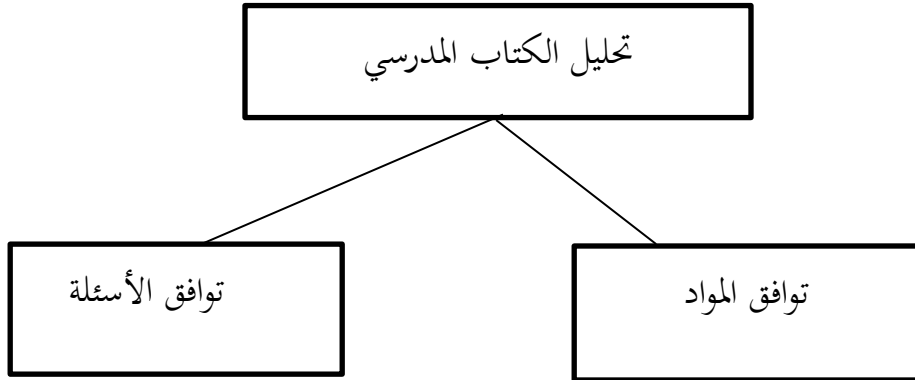 تحليل الكتاب المدرسي
توافق المواد
توافق الأسئلة